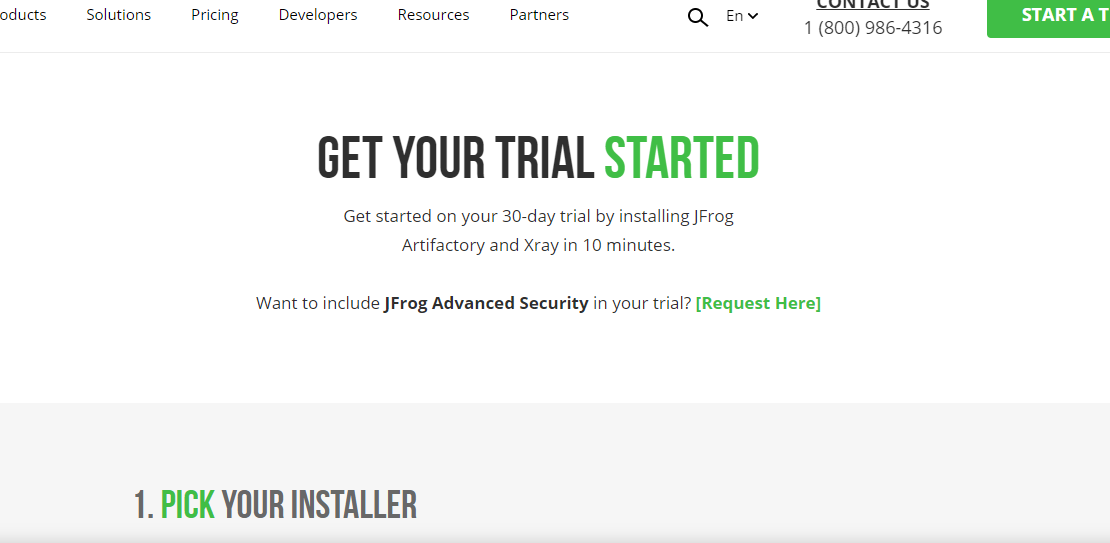 oducts Solutions Pricing Developers Resources Partners En CONTACT US
1 (800) 986-4316 START A T
GET YOUR TRIAL STARTED
Get started on your 30-day trial by installing JFrog
Artifactory and Xray in 10 minutes.
Want to include JFrog Advanced Security in your trial? [Request Here]
1. PICK YOUR INSTALLER